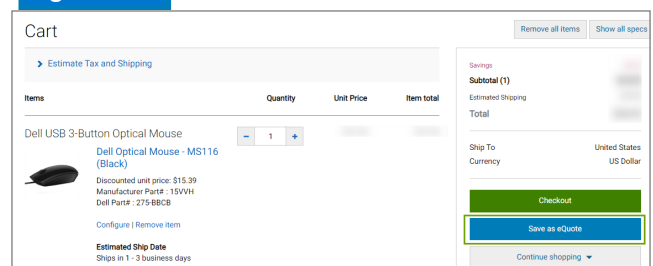 Cart
Remove all items
Show all specs
Estimate Tax and Shipping
Items Quantity Unit Price Item total
Dell USB 3-Button Optical Mouse
- 1 +
Dell Optical Mouse - MS116
(Black)
Discounted unit price: $15.39
Manufacturer Part# : 15VVH
Dell Part# : 275-BBCB
Configure | Remove item
Estimated Ship Date
Ships in 1 - 3 business days
Savings
Subtotal (1)
Estimated Shipping
Total
Ship To United States
Currency US Dollar
Checkout
Save as eQuote
Continue shopping